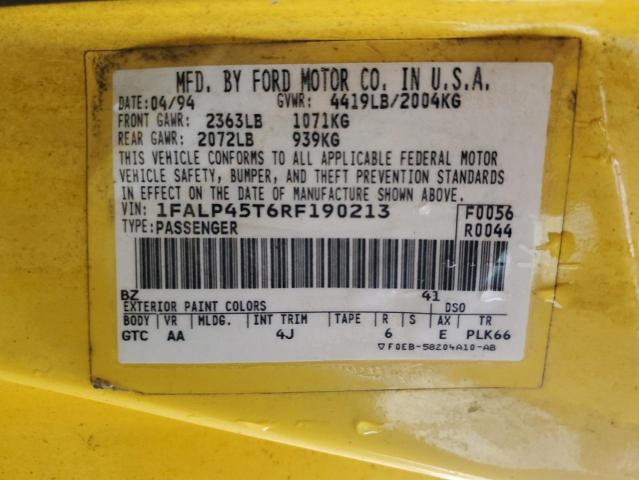 MFD. BY FORD MOTOR CO. IN U.S.A.
DATE: 04/94 GVWR: 4419LB/2004KG
FRONT GAWR: 2363LB 1071KG
REAR GAWR: 2072LB 939KG
THIS VEHICLE CONFORMS TO ALL APPLICABLE FEDERAL MOTOR
VEHICLE SAFETY, BUMPER, AND THEFT PREVENTION STANDARDS
IN EFFECT ON THE DATE OF MANUFACTURE SHOWN ABOVE.
VIN: 1FALP45T6RF190213 F0056
TYPE: PASSENGER R0044
BZ 41
EXTERIOR PAINT COLORS DSO
BODY VR MLDG. INT TRIM TAPE R S AX TR
GTC AA 4J 6 E PLK66
▽F0EB-58204A10-AB